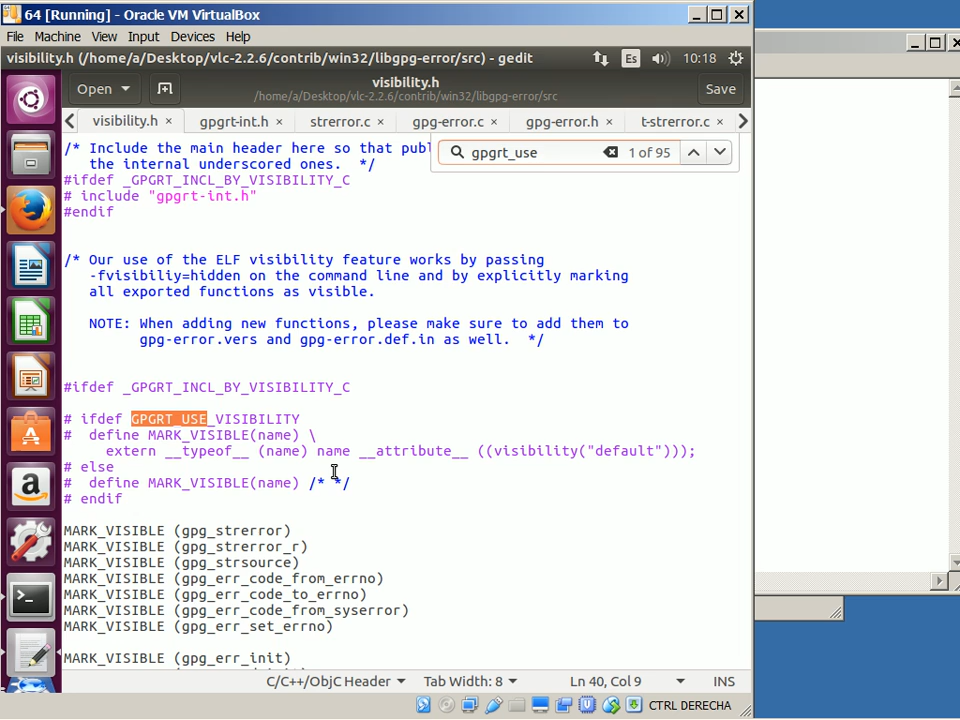 64 [Running] - Oracle VM VirtualBox
File Machine View Input Devices Help
visibility.h (/home/a/Desktop/vlc-2.2.6/contrib/win32/libgpg-error/src) - gedit
Es
10:18
Open
visibility.h
/home/a/Desktop/vlc-2.2.6/contrib/win32/libgpg-error/src
Save
visibility.h × gpgrt-int.h × strerror.c × gpg-error.c × gpg-error.h × t-strerror.c ×
gpgrt_use
1 of 95
/* Include the main header here so that publ
the internal underscored ones. */
#ifdef _GPGRT_INCL_BY_VISIBILITY_C
# include "gpgrt-int.h"
#endif
/* Our use of the ELF visibility feature works by passing
-fvisibiliy=hidden on the command line and by explicitly marking
all exported functions as visible.
NOTE: When adding new functions, please make sure to add them to
gpg-error.vers and gpg-error.def.in as well. */
#ifdef _GPGRT_INCL_BY_VISIBILITY_C
# ifdef GPGRT_USE_VISIBILITY
# define MARK_VISIBLE(name) \
extern __typeof__ (name) name __attribute__ ((visibility("default")));
# else
# define MARK_VISIBLE(name) /* */
# endif
MARK_VISIBLE (gpg_strerror)
MARK_VISIBLE (gpg_strerror_r)
MARK_VISIBLE (gpg_strsource)
MARK_VISIBLE (gpg_err_code_from_errno)
MARK_VISIBLE (gpg_err_code_to_errno)
MARK_VISIBLE (gpg_err_code_from_syserror)
MARK_VISIBLE (gpg_err_set_errno)
MARK_VISIBLE (gpg_err_init)
C/C++/ObjC Header Tab Width: 8 Ln 40, Col 9 INS
CTRL DERECHA